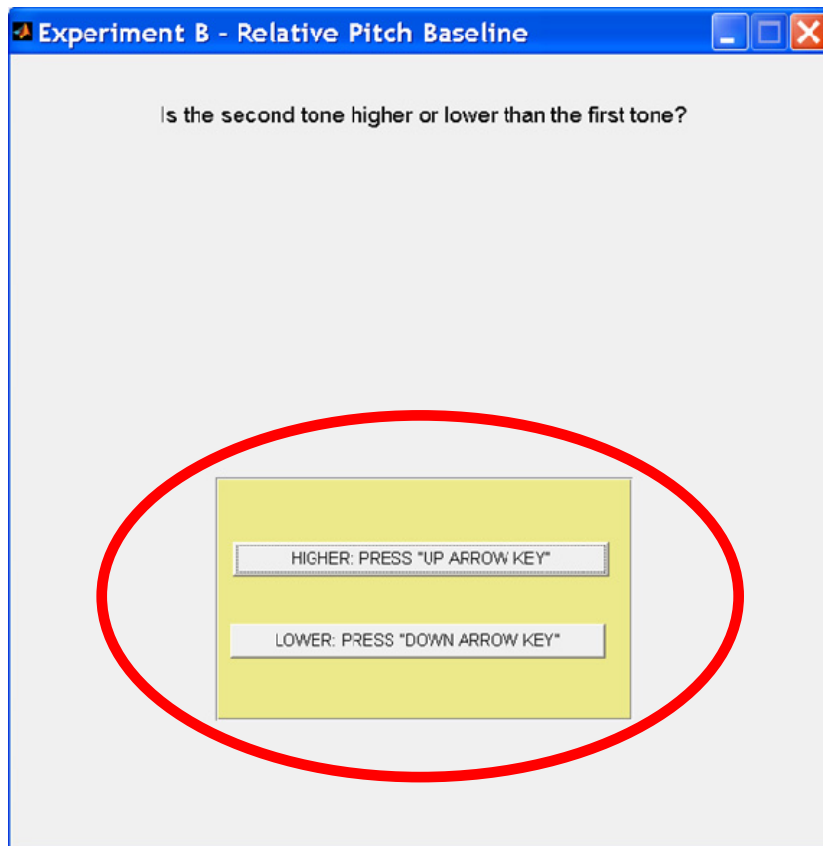 Experiment B - Relative Pitch Baseline
Is the second tone higher or lower than the first tone?
HIGHER: PRESS "UP ARROW KEY"
LOWER: PRESS "DOWN ARROW KEY"